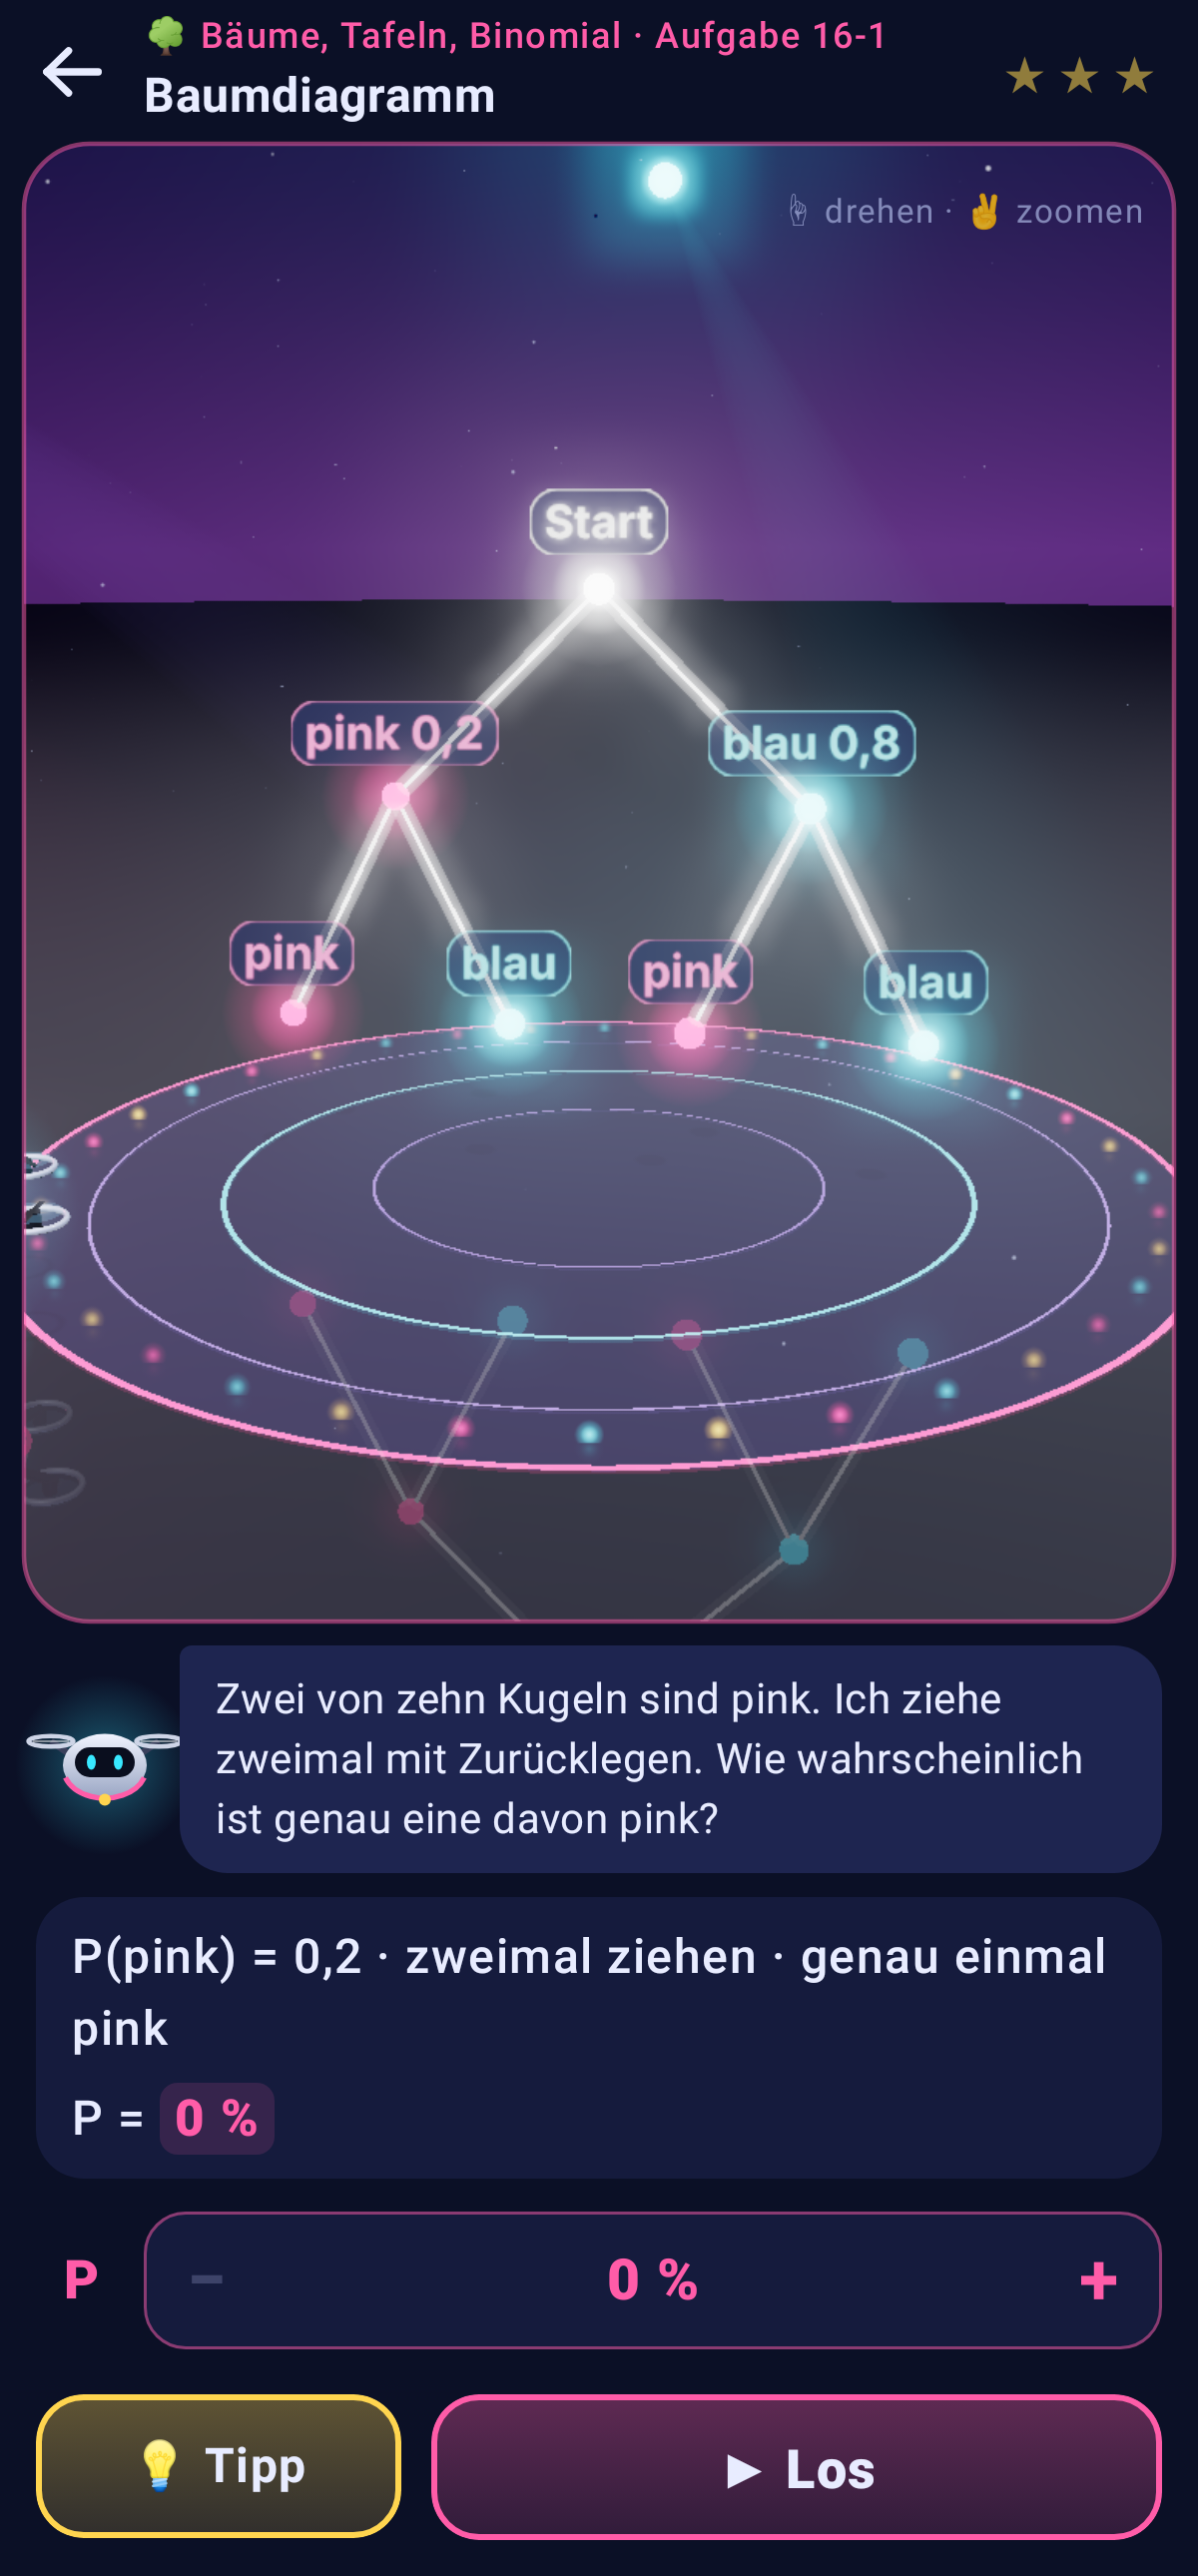 🌳 Bäume, Tafeln, Binomial · Aufgabe 16-1
Baumdiagramm
★ ★ ★
☝ drehen · ✌ zoomen
Start
pink 0,2
blau 0,8
pink
blau
pink
blau
Zwei von zehn Kugeln sind pink. Ich ziehe
zweimal mit Zurücklegen. Wie wahrscheinlich
ist genau eine davon pink?
P(pink) = 0,2 · zweimal ziehen · genau einmal
pink
P = 0 %
P − 0 % +
💡 Tipp
▶ Los